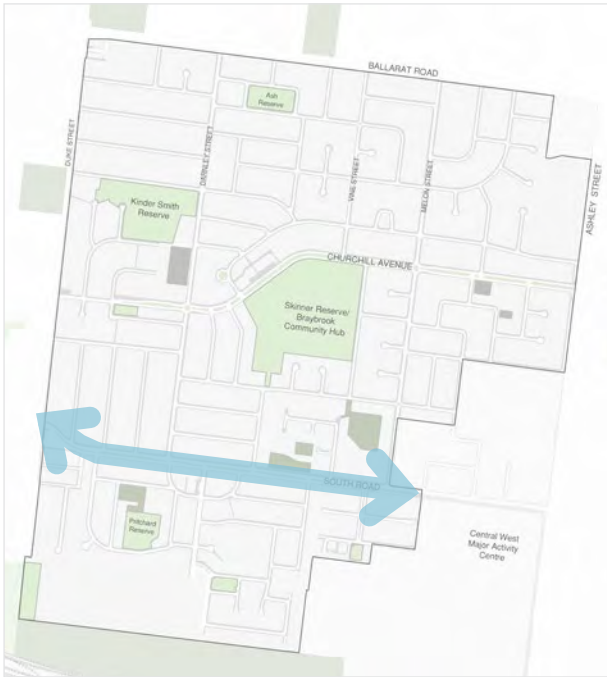 BALLARAT ROAD
Ash
Reserve
DUKE STREET
DARNLEY STREET
VINE STREET
MELON STREET
ASHLEY STREET
Kinder Smith
Reserve
CHURCHILL AVENUE
Skinner Reserve/
Braybrook
Community Hub
SOUTH ROAD
Pritchard
Reserve
Central West
Major Activity
Centre